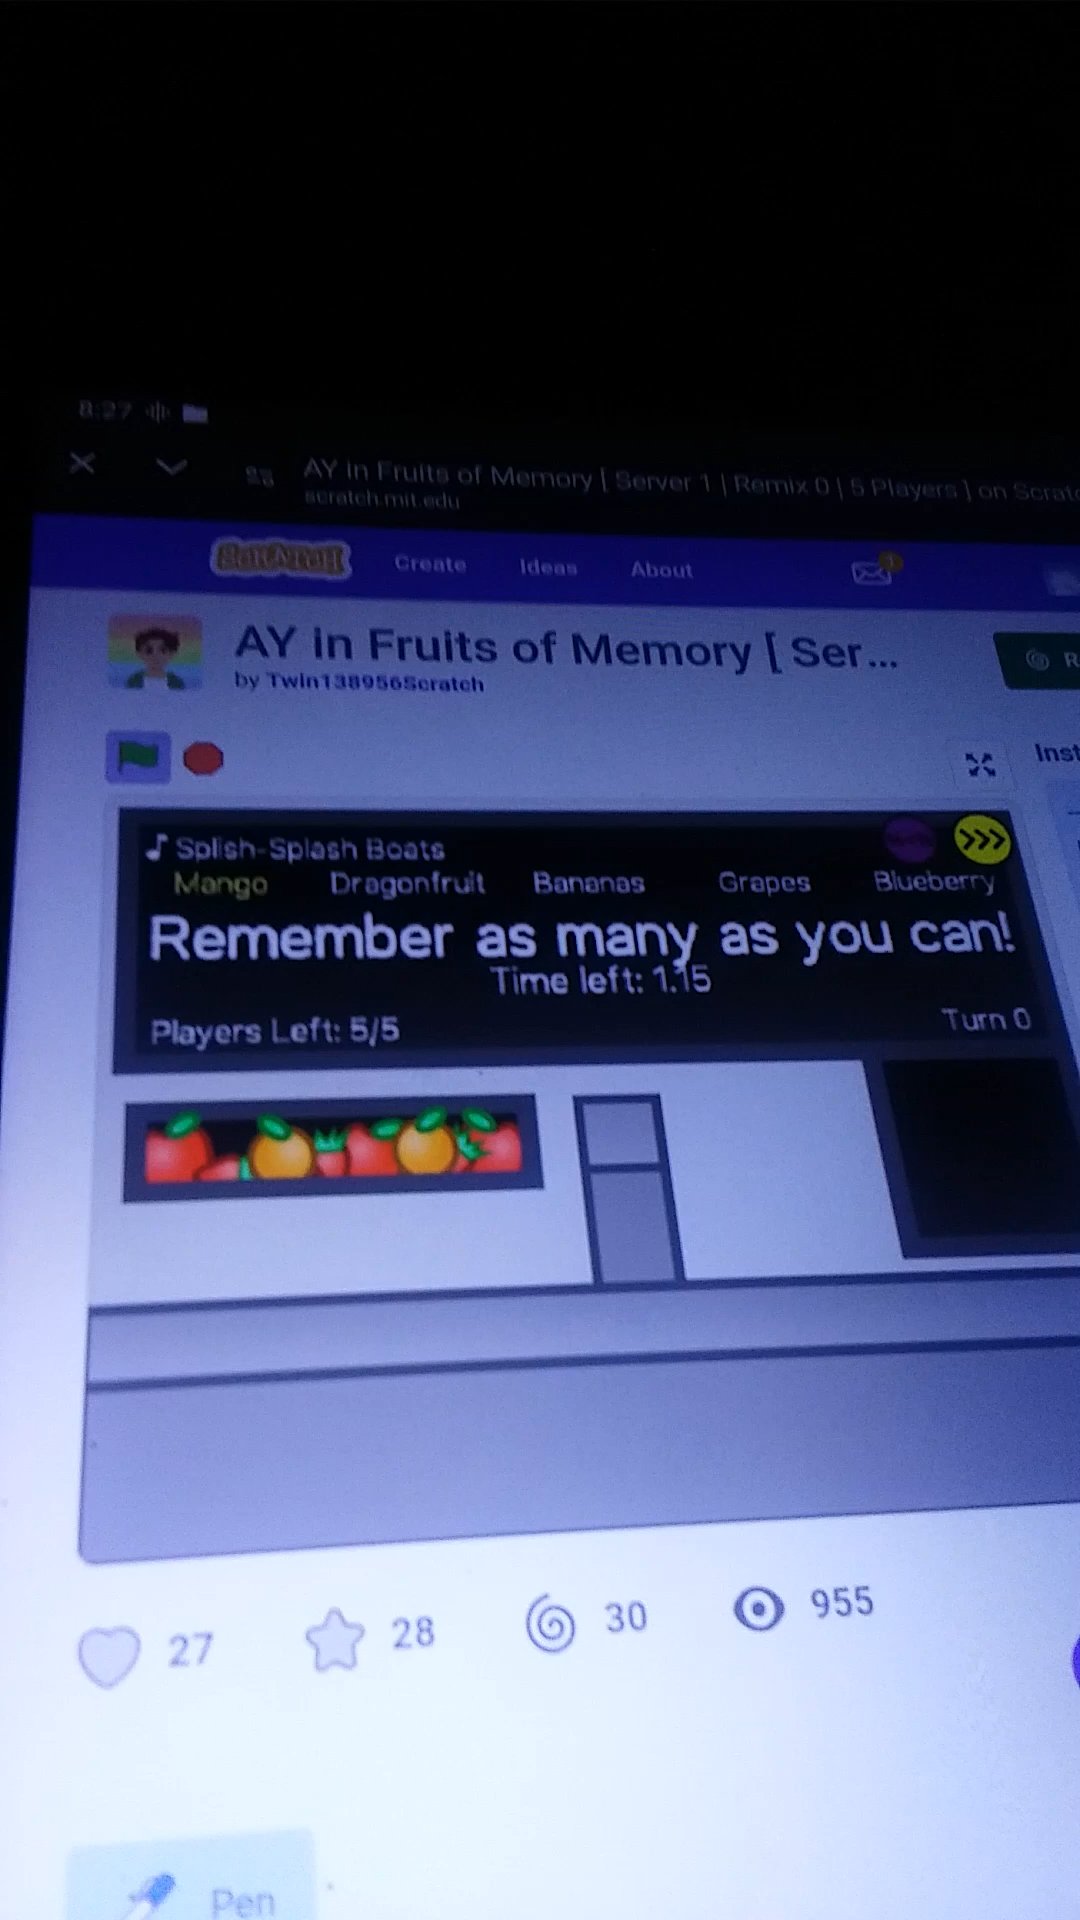 8:27
AY in Fruits of Memory [ Server 1 | Remix 0 | 5 Players ] on Scratc
scratch.mit.edu
SCRATCH Create Ideas About 1
AY in Fruits of Memory [ Ser...
R
by Twin138956Scratch
Inst
Splish-Splash Boats
Mango Dragonfruit Bananas Grapes Blueberry
Remember as many as you can!
Time left: 1.15
Players Left: 5/5 Turn 0
27 28 30 955
Pen